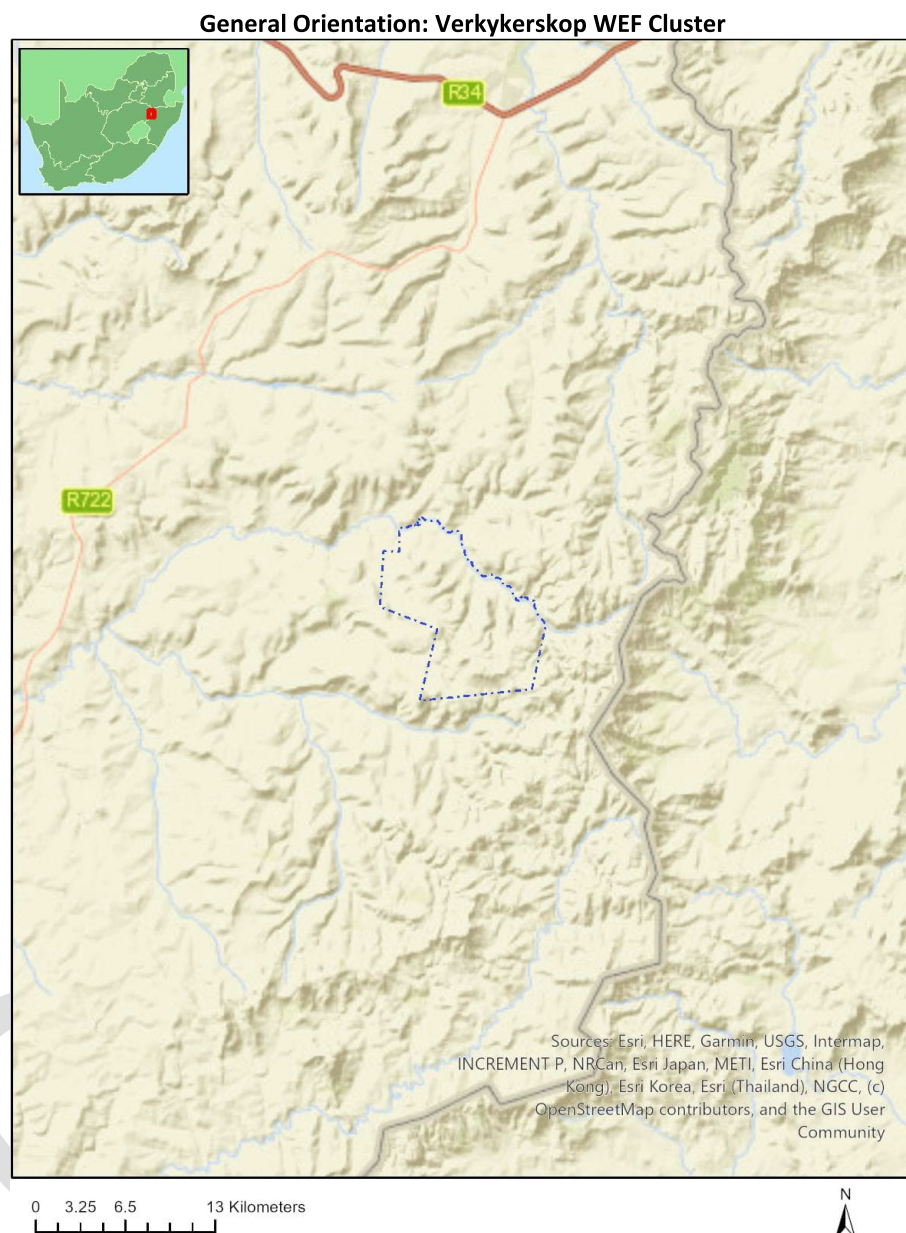 General Orientation: Verkykerskop WEF Cluster
R34
R722
Sources: Esri, HERE, Garmin, USGS, Intermap,
INCREMENT P, NRCan, Esri Japan, METI, Esri China (Hong
Kong), Esri Korea, Esri (Thailand), NGCC, (c)
OpenStreetMap contributors, and the GIS User
Community
0 3.25 6.5 13 Kilometers
N